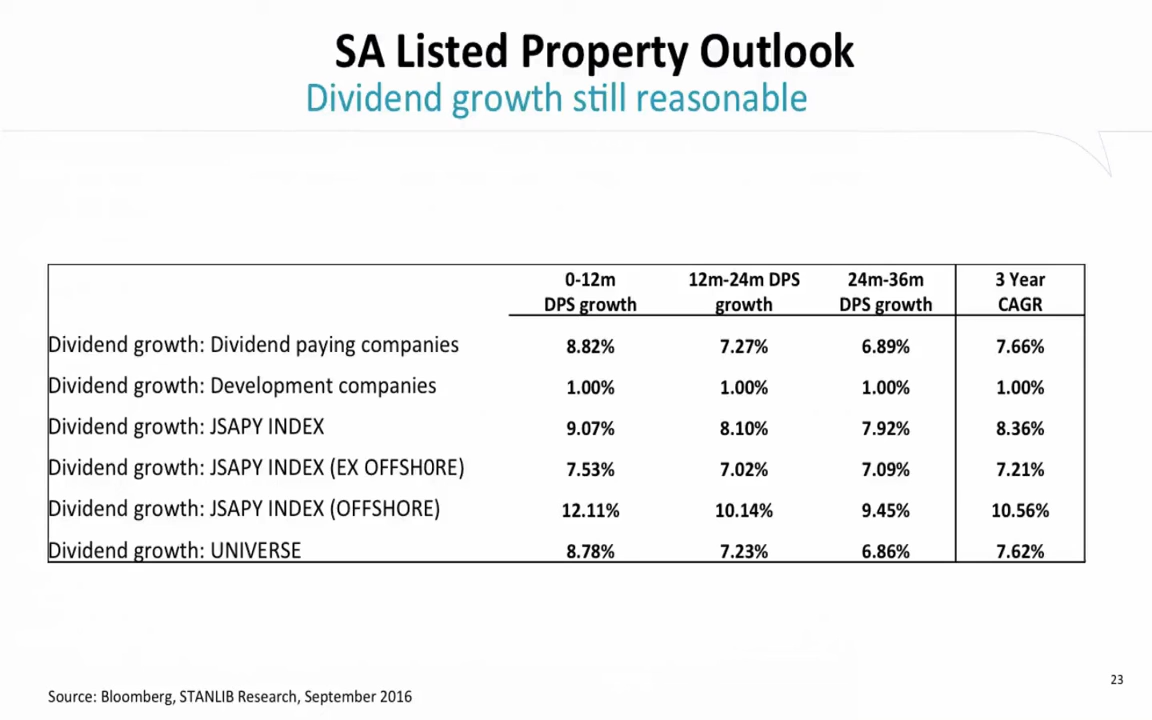 SA Listed Property Outlook
Dividend growth still reasonable
0-12m DPS growth 12m-24m DPS growth 24m-36m DPS growth 3 Year CAGR
Dividend growth: Dividend paying companies 8.82% 7.27% 6.89% 7.66%
Dividend growth: Development companies 1.00% 1.00% 1.00% 1.00%
Dividend growth: JSAPY INDEX 9.07% 8.10% 7.92% 8.36%
Dividend growth: JSAPY INDEX (EX OFFSH0RE) 7.53% 7.02% 7.09% 7.21%
Dividend growth: JSAPY INDEX (OFFSHORE) 12.11% 10.14% 9.45% 10.56%
Dividend growth: UNIVERSE 8.78% 7.23% 6.86% 7.62%
23
Source: Bloomberg, STANLIB Research, September 2016